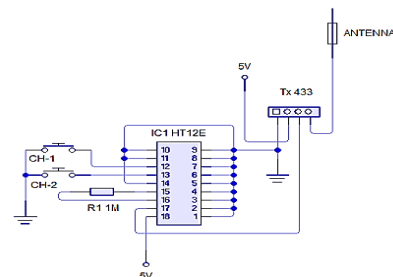 ANTENNA
5V
Tx 433
IC1 HT12E
10 9
11 8
12 7
13 6
14 5
15 4
16 3
17 2
18 1
CH-1
CH-2
R1 1M
5V